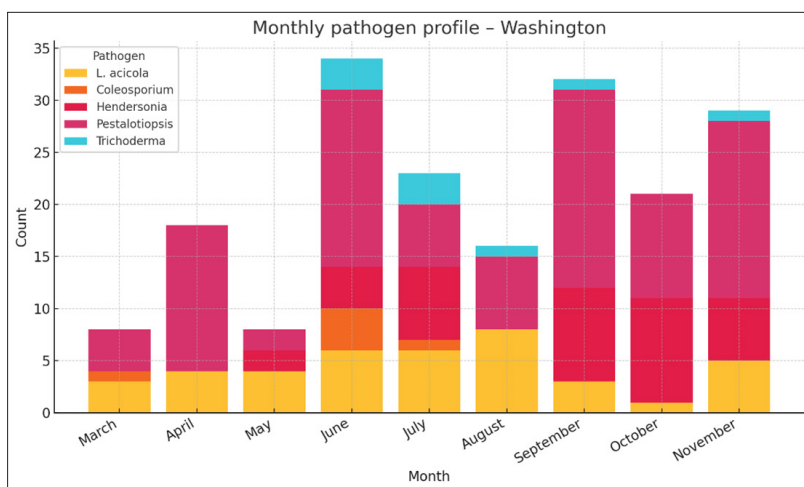 Monthly pathogen profile – Washington
Pathogen
L. acicola
Coleosporium
Hendersonia
Pestalotiopsis
Trichoderma
35
30
25
20
15
10
5
0
Count
March
April
May
June
July
August
September
October
November
Month